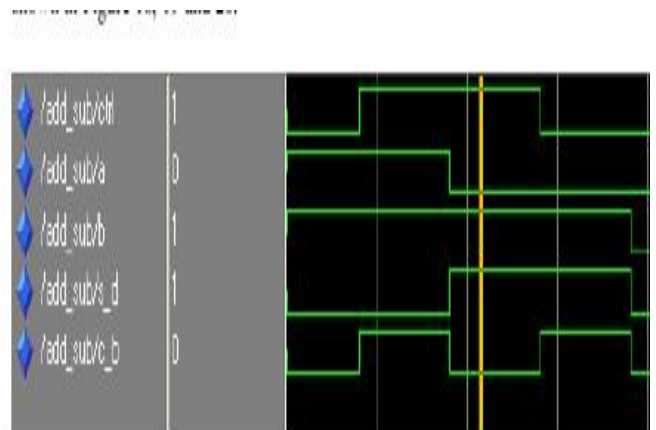 /add_sub/ctrl 1
/add_sub/a 0
/add_sub/b 1
/add_sub/s_d 1
/add_sub/c_b 0